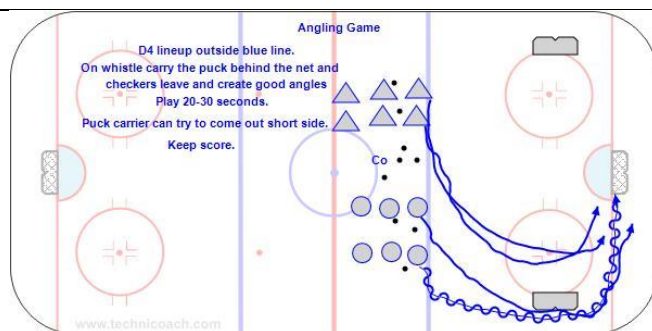 Angling Game
D4 lineup outside blue line.
On whistle carry the puck behind the net and
checkers leave and create good angles
Play 20-30 seconds.
Puck carrier can try to come out short side.
Keep score.
Co
www.technicoach.com